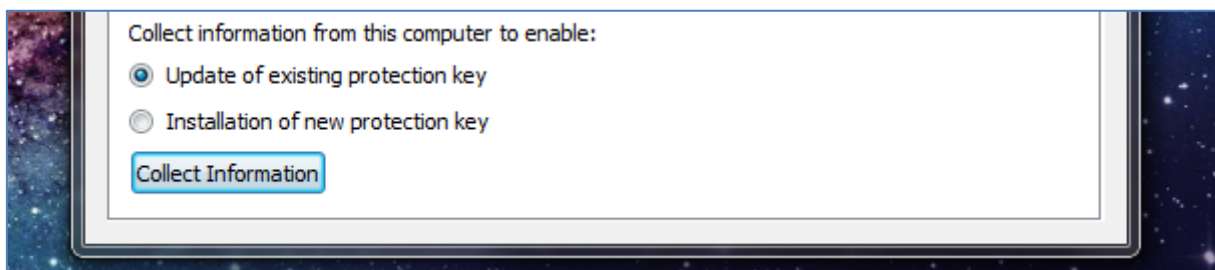 Collect information from this computer to enable:
Update of existing protection key
Installation of new protection key
Collect Information